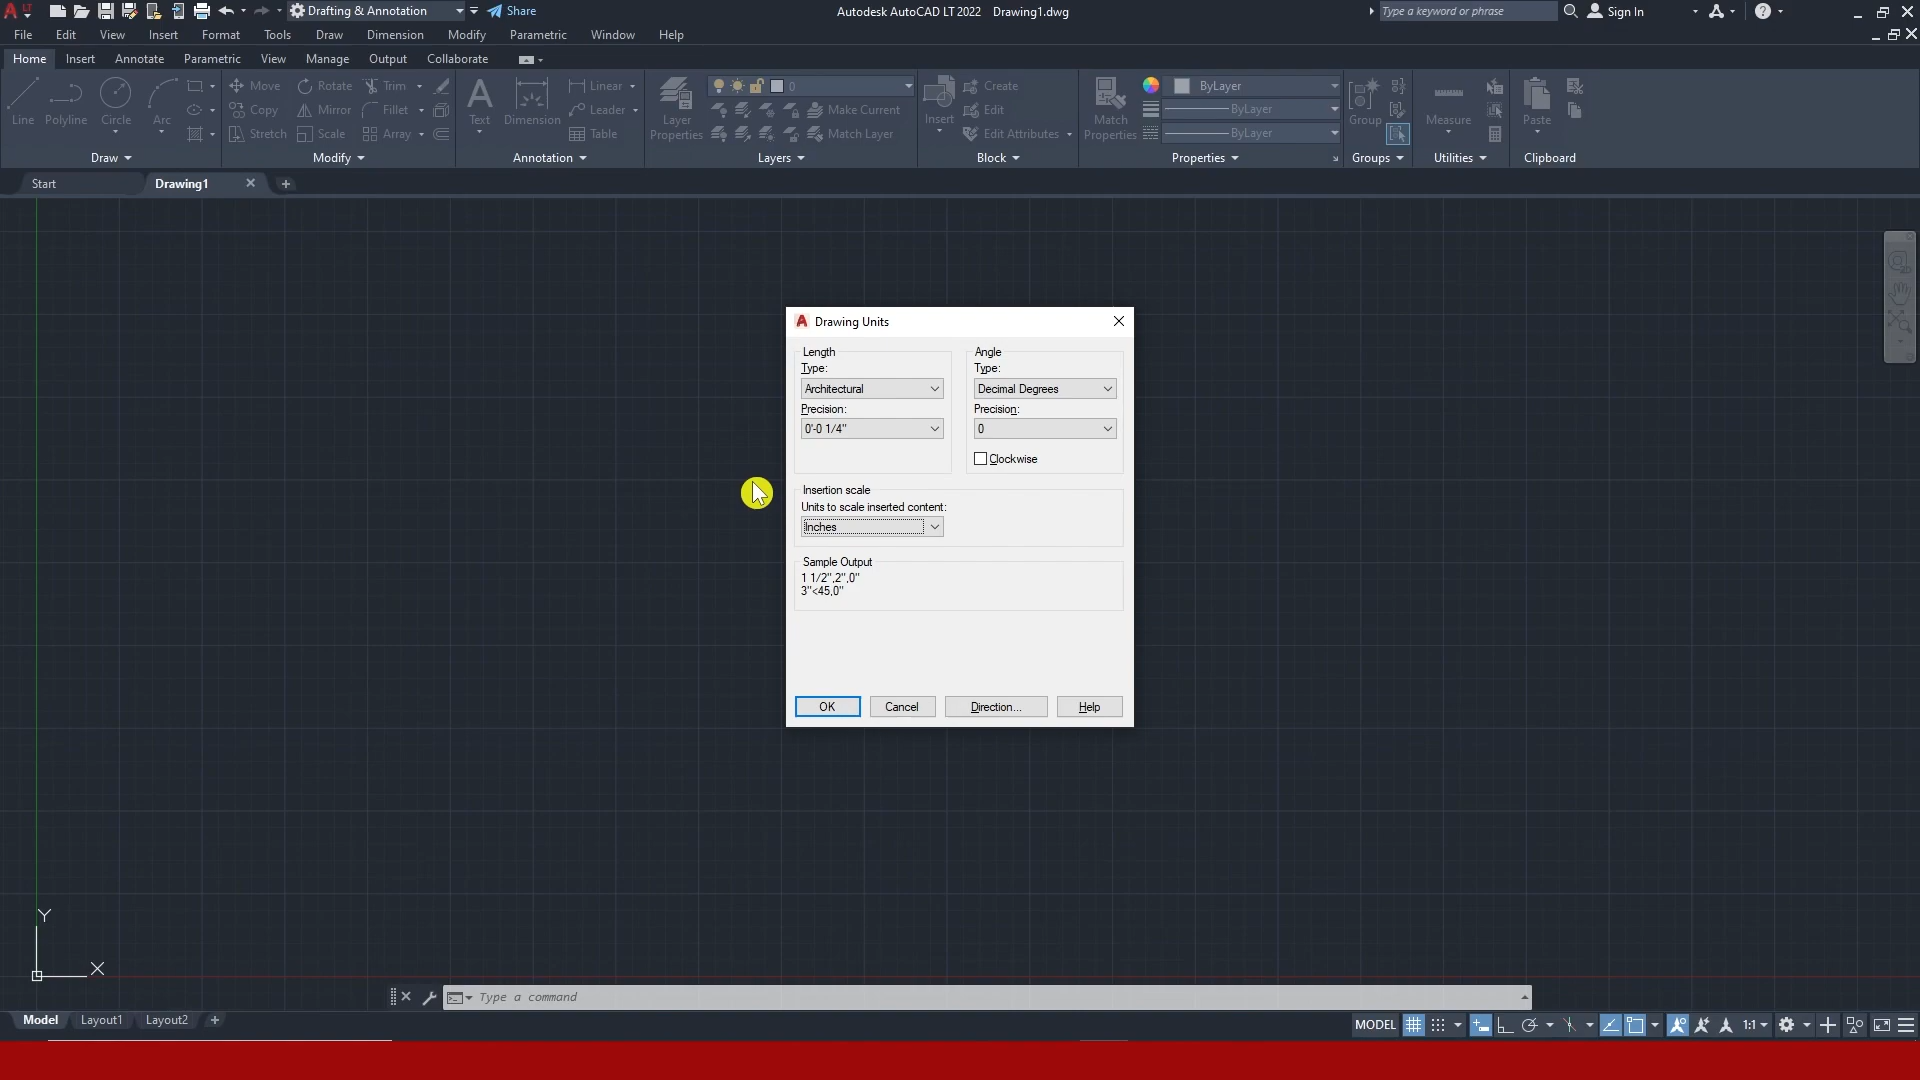 LT
Drafting & Annotation
Share
Autodesk AutoCAD LT 2022 Drawing1.dwg
Type a keyword or phrase
Sign In
File Edit View Insert Format Tools Draw Dimension Modify Parametric Window Help
Home Insert Annotate Parametric View Manage Output Collaborate
Line Polyline Circle Arc
Move Rotate Trim
Copy Mirror Fillet
Stretch Scale Array
Text Dimension
Linear
Leader
Table
Layer Properties
0
Make Current
Match Layer
Insert
Create
Edit
Edit Attributes
Match Properties
ByLayer
ByLayer
ByLayer
Group
Measure
Paste
Draw Modify Annotation Layers Block Properties Groups Utilities Clipboard
Start Drawing1
Drawing Units
Length
Type:
Architectural
Precision:
0'-0 1/4"
Angle
Type:
Decimal Degrees
Precision:
0
Clockwise
Insertion scale
Units to scale inserted content:
Inches
Sample Output
1 1/2",2",0"
3"<45,0"
OK Cancel Direction... Help
Y
X
Type a command
Model Layout1 Layout2
MODEL 1:1